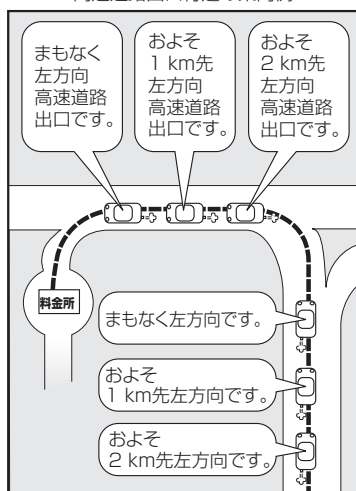 まもなく
左方向
高速道路
出口です。
およそ
1 km先
左方向
高速道路
出口です。
およそ
2 km先
左方向
高速道路
出口です。
料金所
まもなく左方向です。
およそ
1 km先左方向です。
およそ
2 km先左方向です。